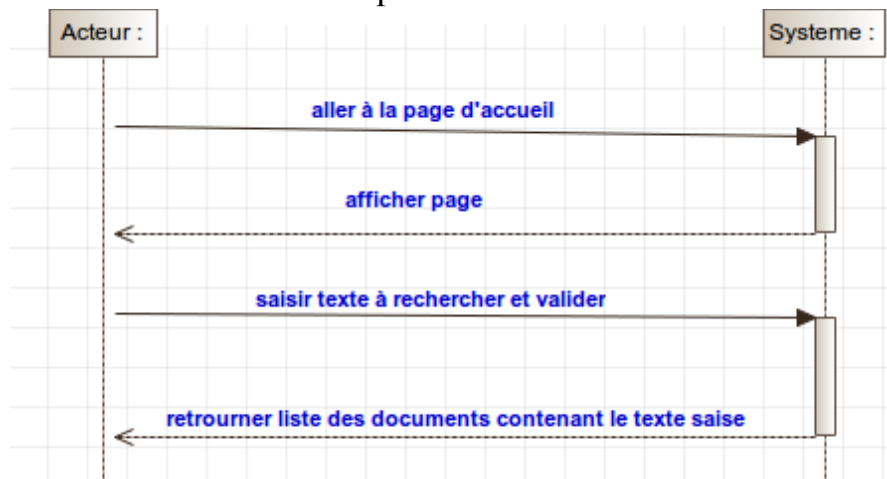 Acteur :
Systeme :
aller à la page d'accueil
afficher page
saisir texte à rechercher et valider
retrourner liste des documents contenant le texte saise